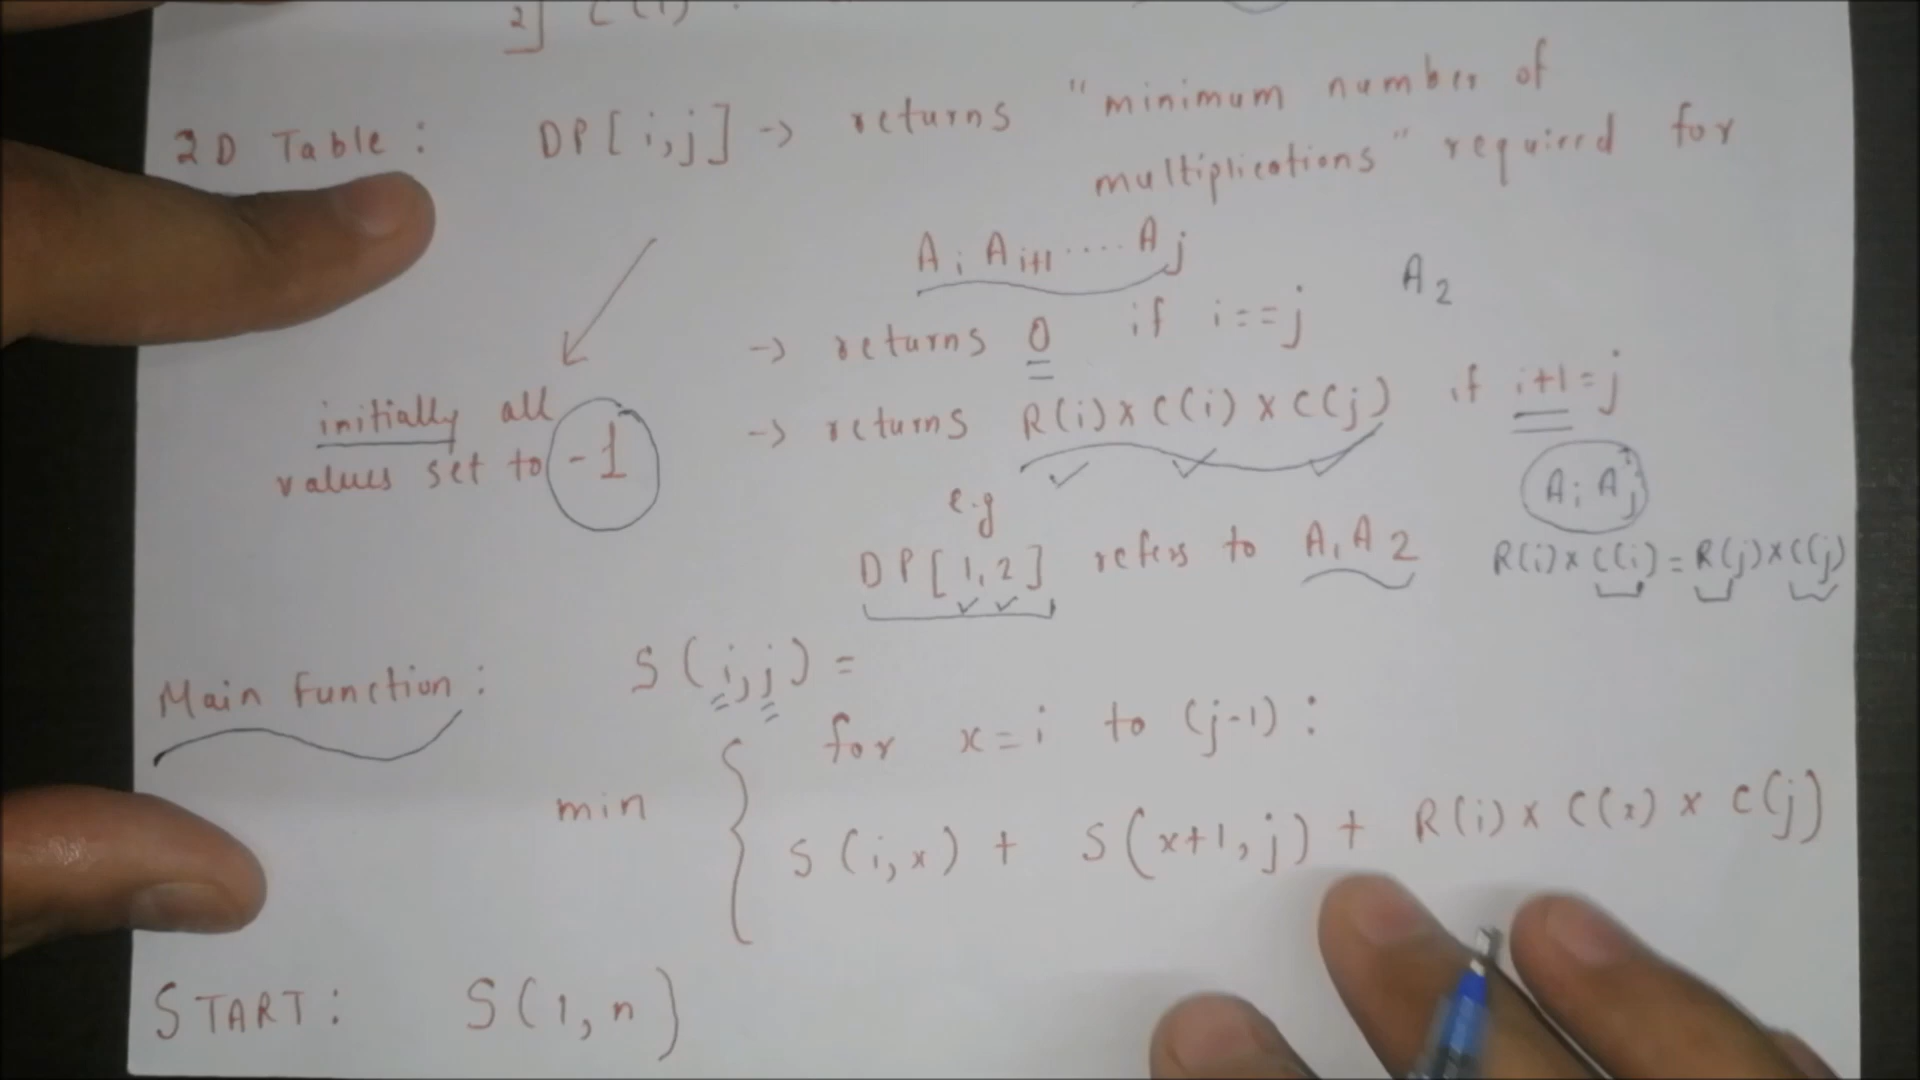 2] C(i) :
2D Table : DP[i,j] -> returns "minimum number of
multiplications" required for
Ai Ai+1 .... Aj
A2
-> returns 0 if i==j
initially all
values set to -1
-> returns R(i) x C(i) x C(j) if i+1=j
Ai Aj
e.g
DP[1,2] refers to A1A2
R(i) x C(i) = R(j) x C(j)
Main Function : S(i,j) =
for x=i to (j-1) :
min { S(i,x) + S(x+1,j) + R(i) x C(x) x C(j)
START : S(1,n)